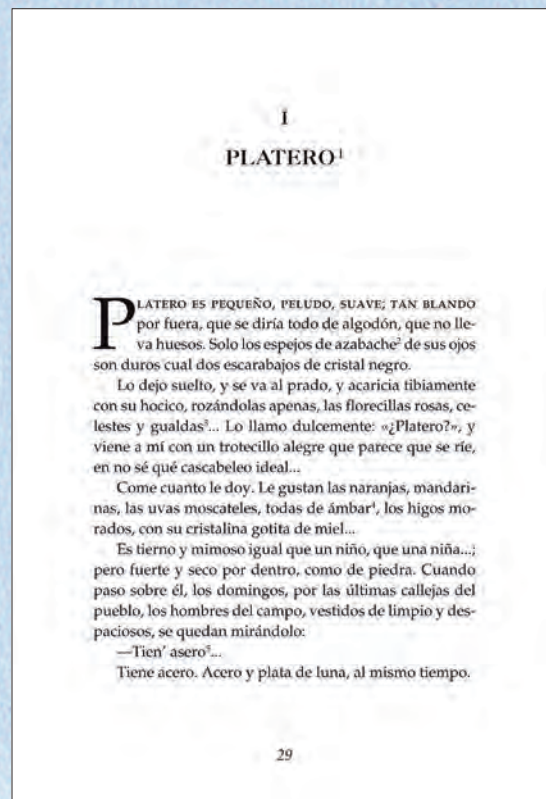 I
PLATERO¹
PLATERO ES PEQUEÑO, PELUDO, SUAVE; TAN BLANDO
por fuera, que se diría todo de algodón, que no lle-
va huesos. Solo los espejos de azabache² de sus ojos
son duros cual dos escarabajos de cristal negro.
Lo dejo suelto, y se va al prado, y acaricia tibiamente
con su hocico, rozándolas apenas, las florecillas rosas, ce-
lestes y gualdas³... Lo llamo dulcemente: «¿Platero?», y
viene a mí con un trotecillo alegre que parece que se ríe,
en no sé qué cascabeleo ideal...
Come cuanto le doy. Le gustan las naranjas, mandari-
nas, las uvas moscateles, todas de ámbar⁴, los higos mo-
rados, con su cristalina gotita de miel...
Es tierno y mimoso igual que un niño, que una niña...;
pero fuerte y seco por dentro, como de piedra. Cuando
paso sobre él, los domingos, por las últimas callejas del
pueblo, los hombres del campo, vestidos de limpio y des-
paciosos, se quedan mirándolo:
—Tien' asero⁵...
Tiene acero. Acero y plata de luna, al mismo tiempo.
29